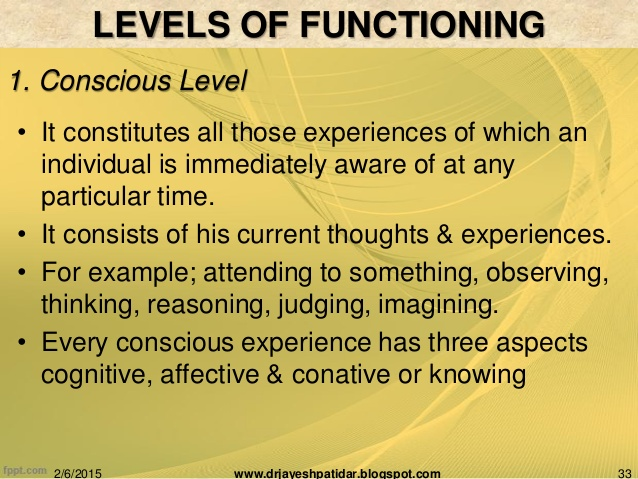 LEVELS OF FUNCTIONING
1. Conscious Level
• It constitutes all those experiences of which an
individual is immediately aware of at any
particular time.
• It consists of his current thoughts & experiences.
• For example; attending to something, observing,
thinking, reasoning, judging, imagining.
• Every conscious experience has three aspects
cognitive, affective & conative or knowing
fppt.com 2/6/2015 www.drjayeshpatidar.blogspot.com 33